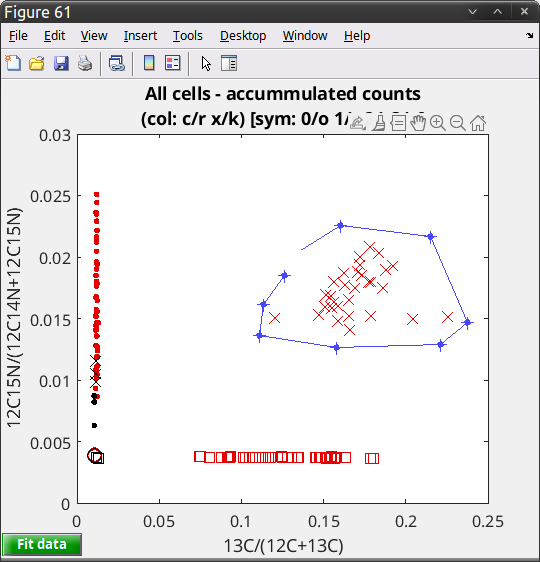 Figure 61
File Edit View Insert Tools Desktop Window Help
All cells - accummulated counts
(col: c/r x/k) [sym: 0/o
0.03
0.025
0.02
0.015
0.01
0.005
0
12C15N/(12C14N+12C15N)
0 0.05 0.1 0.15 0.2 0.25
13C/(12C+13C)
Fit data